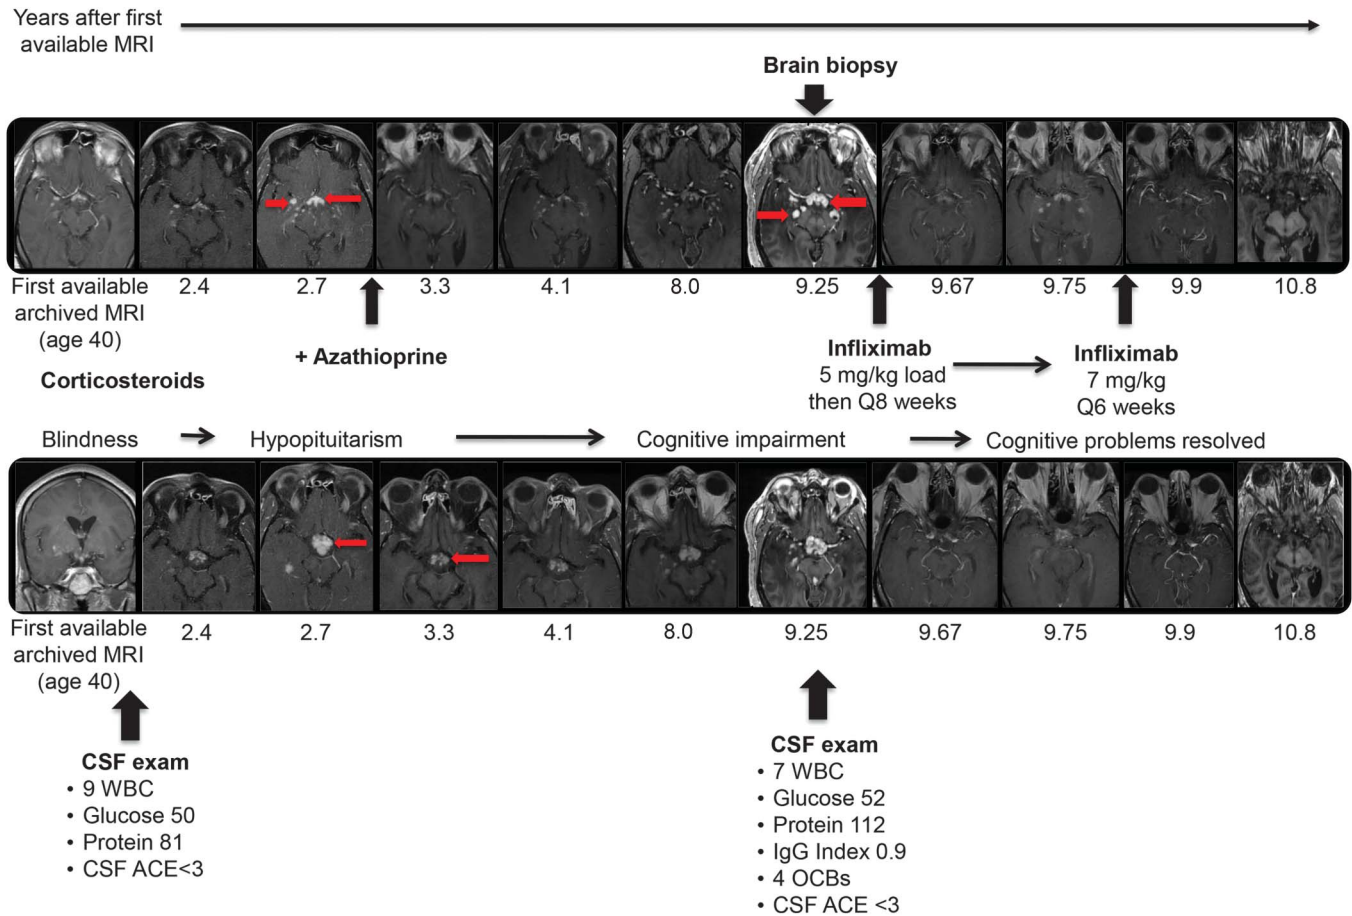 Years after first
available MRI
Brain biopsy
First available
archived MRI
(age 40)
2.4
2.7
3.3
4.1
8.0
9.25
9.67
9.75
9.9
10.8
+ Azathioprine
Corticosteroids
Infliximab
5 mg/kg load
then Q8 weeks
Infliximab
7 mg/kg
Q6 weeks
Blindness
Hypopituitarism
Cognitive impairment
Cognitive problems resolved
First available
archived MRI
(age 40)
2.4
2.7
3.3
4.1
8.0
9.25
9.67
9.75
9.9
10.8
CSF exam
• 9 WBC
• Glucose 50
• Protein 81
• CSF ACE<3
CSF exam
• 7 WBC
• Glucose 52
• Protein 112
• IgG Index 0.9
• 4 OCBs
• CSF ACE <3